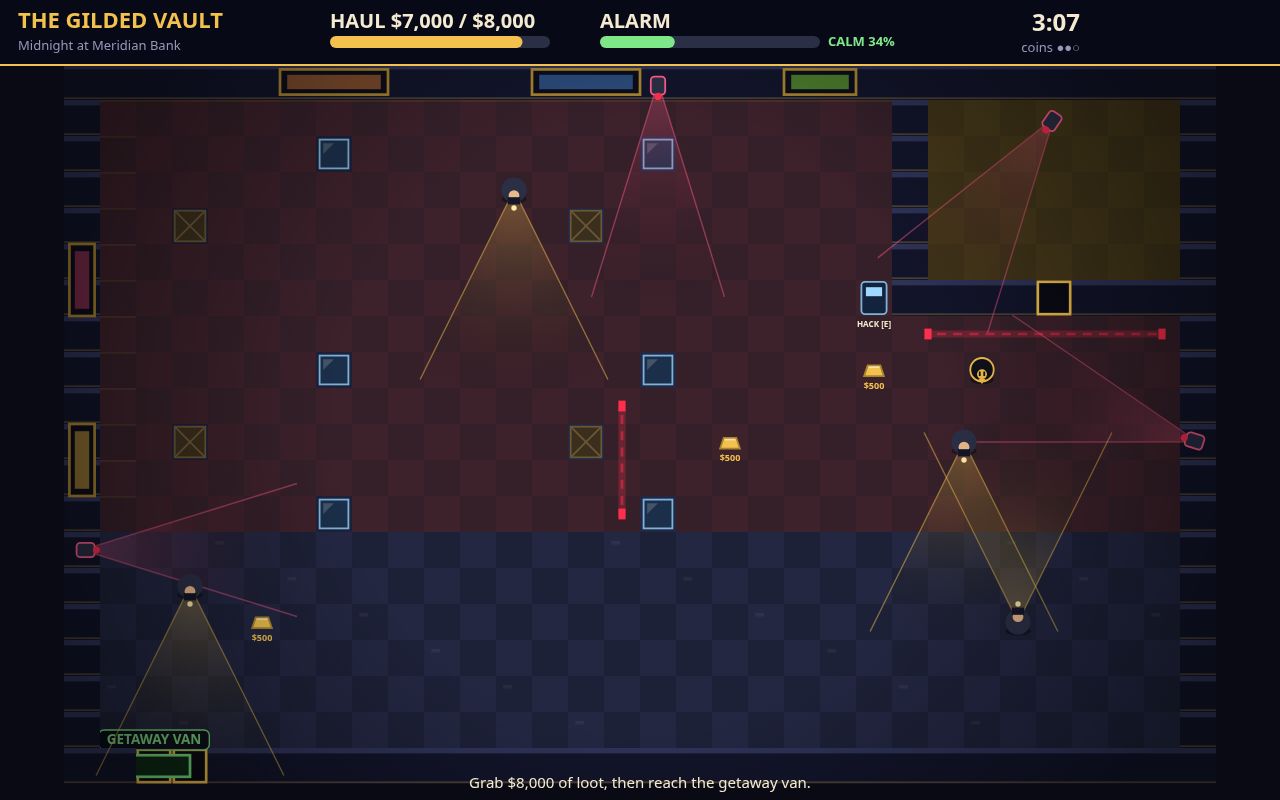 THE GILDED VAULT
Midnight at Meridian Bank
HAUL $7,000 / $8,000
ALARM
CALM 34%
3:07
coins
HACK [E]
$500
$500
$500
GETAWAY VAN
Grab $8,000 of loot, then reach the getaway van.